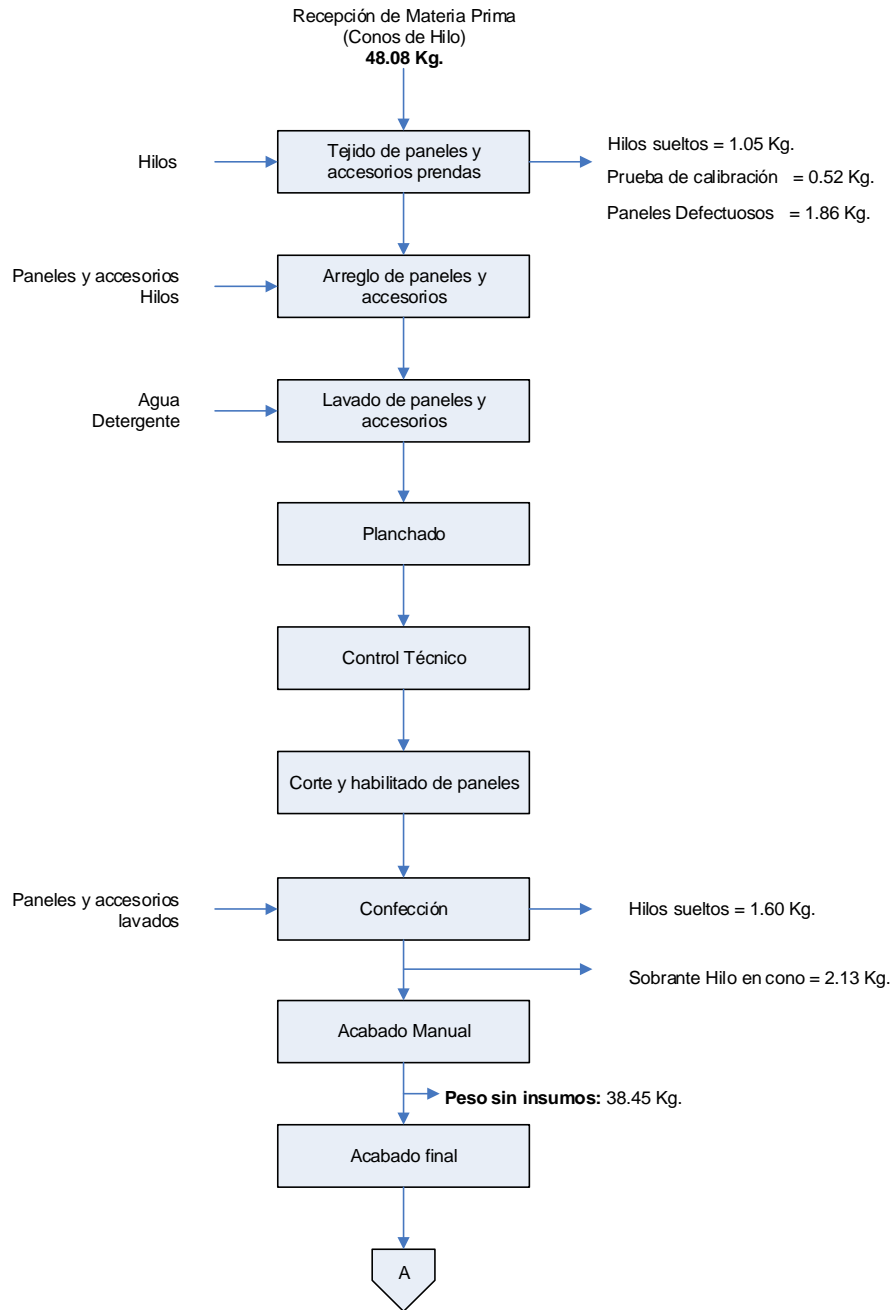 Recepción de Materia Prima
(Conos de Hilo)
48.08 Kg.
Hilos
Tejido de paneles y
accesorios prendas
Hilos sueltos = 1.05 Kg.
Prueba de calibración = 0.52 Kg.
Paneles Defectuosos = 1.86 Kg.
Paneles y accesorios
Hilos
Arreglo de paneles y
accesorios
Agua
Detergente
Lavado de paneles y
accesorios
Planchado
Control Técnico
Corte y habilitado de paneles
Paneles y accesorios
lavados
Confección
Hilos sueltos = 1.60 Kg.
Sobrante Hilo en cono = 2.13 Kg.
Acabado Manual
Peso sin insumos: 38.45 Kg.
Acabado final
A